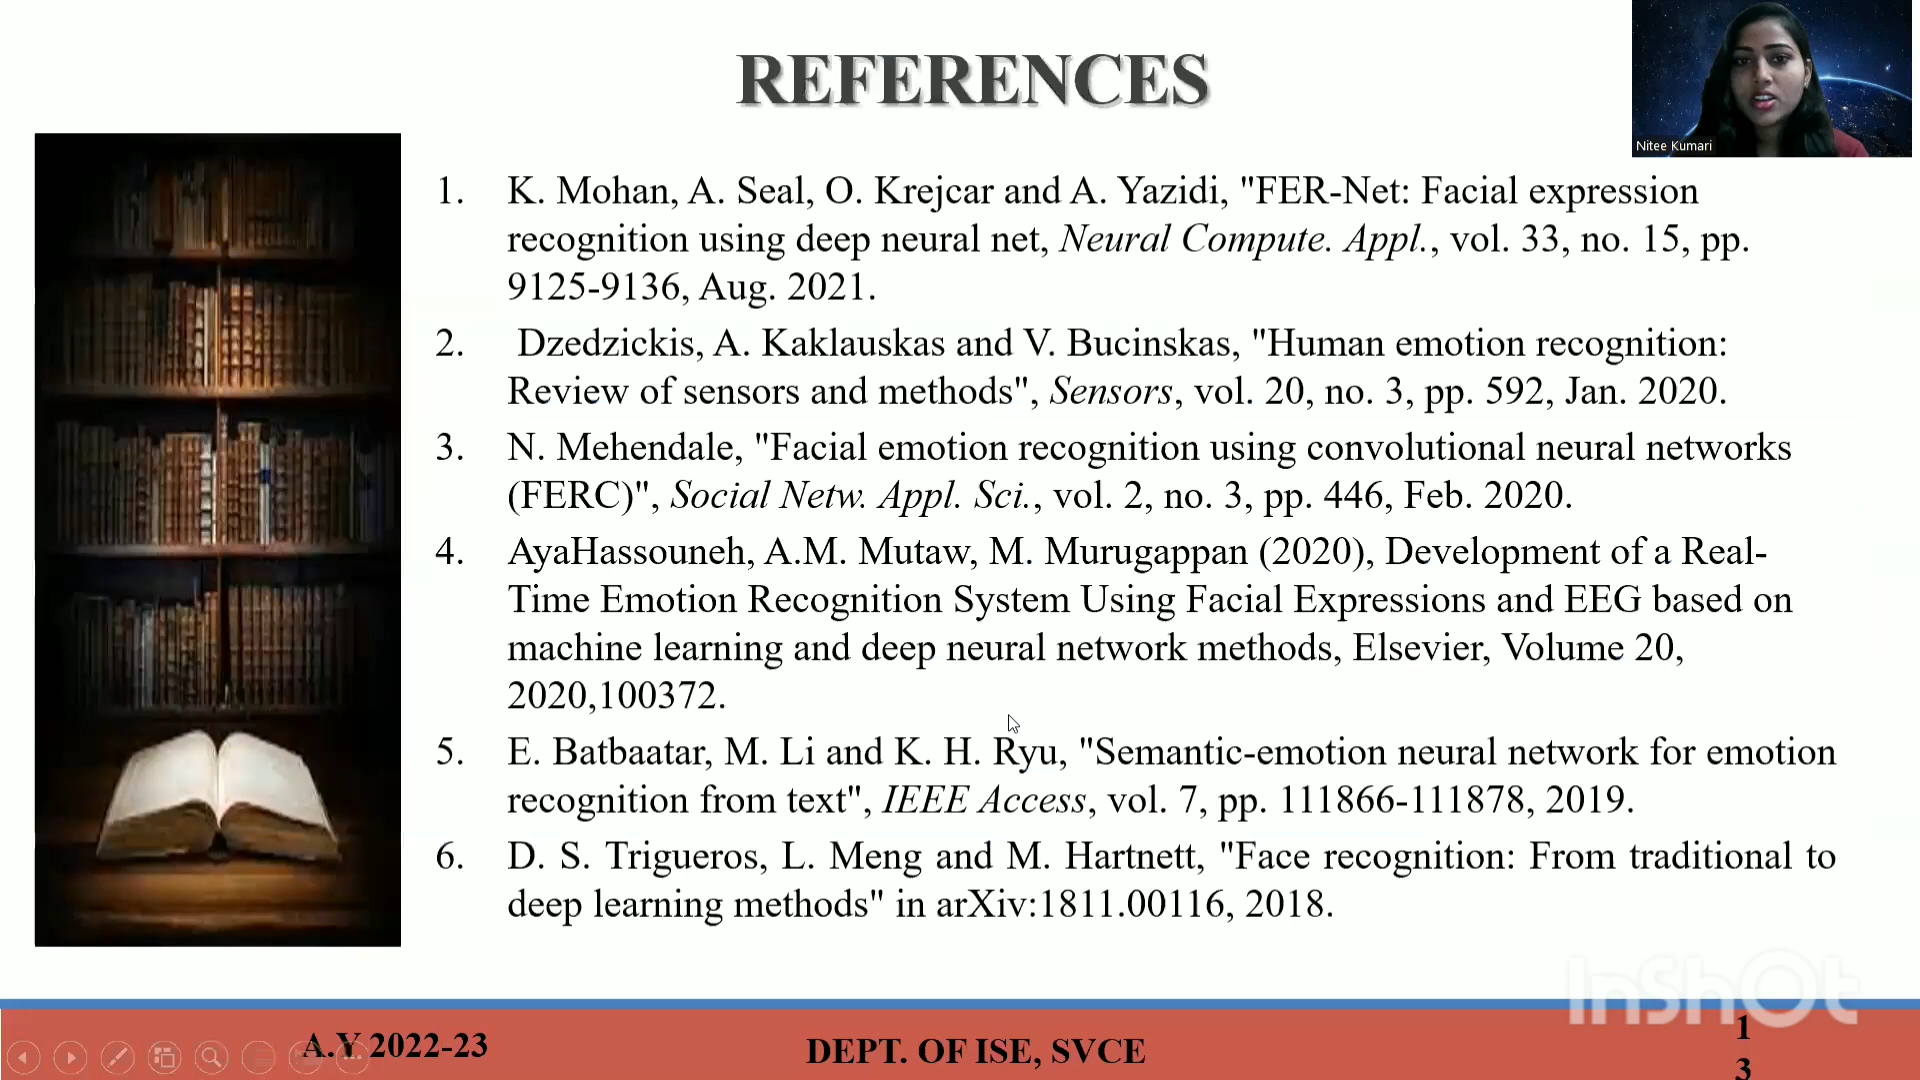 REFERENCES
Nitee Kumari
1. K. Mohan, A. Seal, O. Krejcar and A. Yazidi, "FER-Net: Facial expression
recognition using deep neural net, Neural Compute. Appl., vol. 33, no. 15, pp.
9125-9136, Aug. 2021.
2. Dzedzickis, A. Kaklauskas and V. Bucinskas, "Human emotion recognition:
Review of sensors and methods", Sensors, vol. 20, no. 3, pp. 592, Jan. 2020.
3. N. Mehendale, "Facial emotion recognition using convolutional neural networks
(FERC)", Social Netw. Appl. Sci., vol. 2, no. 3, pp. 446, Feb. 2020.
4. AyaHassouneh, A.M. Mutaw, M. Murugappan (2020), Development of a Real-
Time Emotion Recognition System Using Facial Expressions and EEG based on
machine learning and deep neural network methods, Elsevier, Volume 20,
2020,100372.
5. E. Batbaatar, M. Li and K. H. Ryu, "Semantic-emotion neural network for emotion
recognition from text", IEEE Access, vol. 7, pp. 111866-111878, 2019.
6. D. S. Trigueros, L. Meng and M. Hartnett, "Face recognition: From traditional to
deep learning methods" in arXiv:1811.00116, 2018.
InShOt
A.Y 2022-23
DEPT. OF ISE, SVCE
1
3